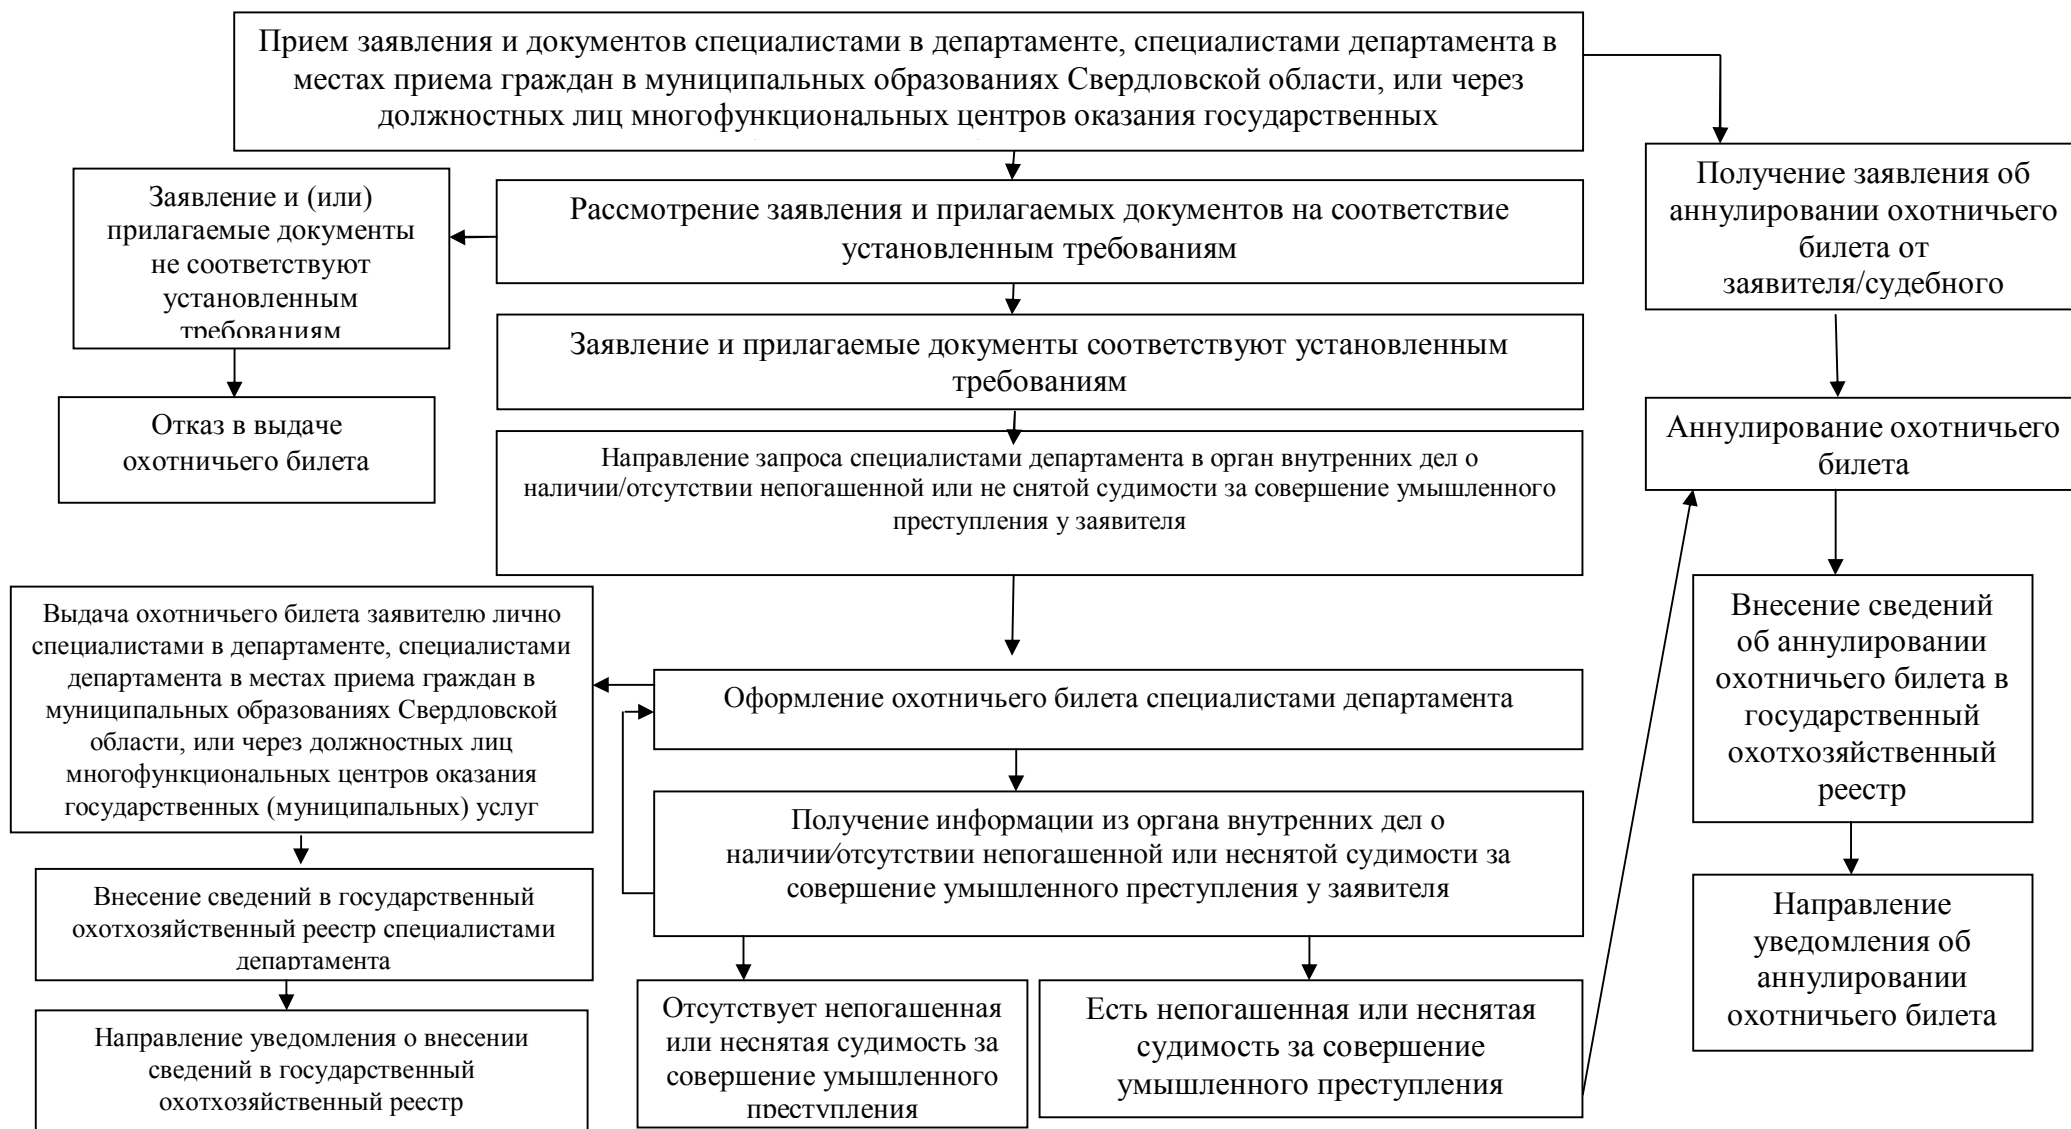 Прием заявления и документов специалистами в департаменте, специалистами департамента в
местах приема граждан в муниципальных образованиях Свердловской области, или через
должностных лиц многофункциональных центров оказания государственных
Заявление и (или)
прилагаемые документы
не соответствуют
установленным
требованиям
Рассмотрение заявления и прилагаемых документов на соответствие
установленным требованиям
Получение заявления об
аннулировании охотничьего
билета от
заявителя/судебного
Заявление и прилагаемые документы соответствуют установленным
требованиям
Отказ в выдаче
охотничьего билета
Аннулирование охотничьего
билета
Направление запроса специалистами департамента в орган внутренних дел о
наличии/отсутствии непогашенной или не снятой судимости за совершение умышленного
преступления у заявителя
Выдача охотничьего билета заявителю лично
специалистами в департаменте, специалистами
департамента в местах приема граждан в
муниципальных образованиях Свердловской
области, или через должностных лиц
многофункциональных центров оказания
государственных (муниципальных) услуг
Внесение сведений
об аннулировании
охотничьего билета в
государственный
охотхозяйственный
реестр
Оформление охотничьего билета специалистами департамента
Получение информации из органа внутренних дел о
наличии/отсутствии непогашенной или неснятой судимости за
совершение умышленного преступления у заявителя
Внесение сведений в государственный
охотхозяйственный реестр специалистами
департамента
Направление
уведомления об
аннулировании
охотничьего билета
Отсутствует непогашенная
или неснятая судимость за
совершение умышленного
преступления
Есть непогашенная или неснятая
судимость за совершение
умышленного преступления
Направление уведомления о внесении
сведений в государственный
охотхозяйственный реестр